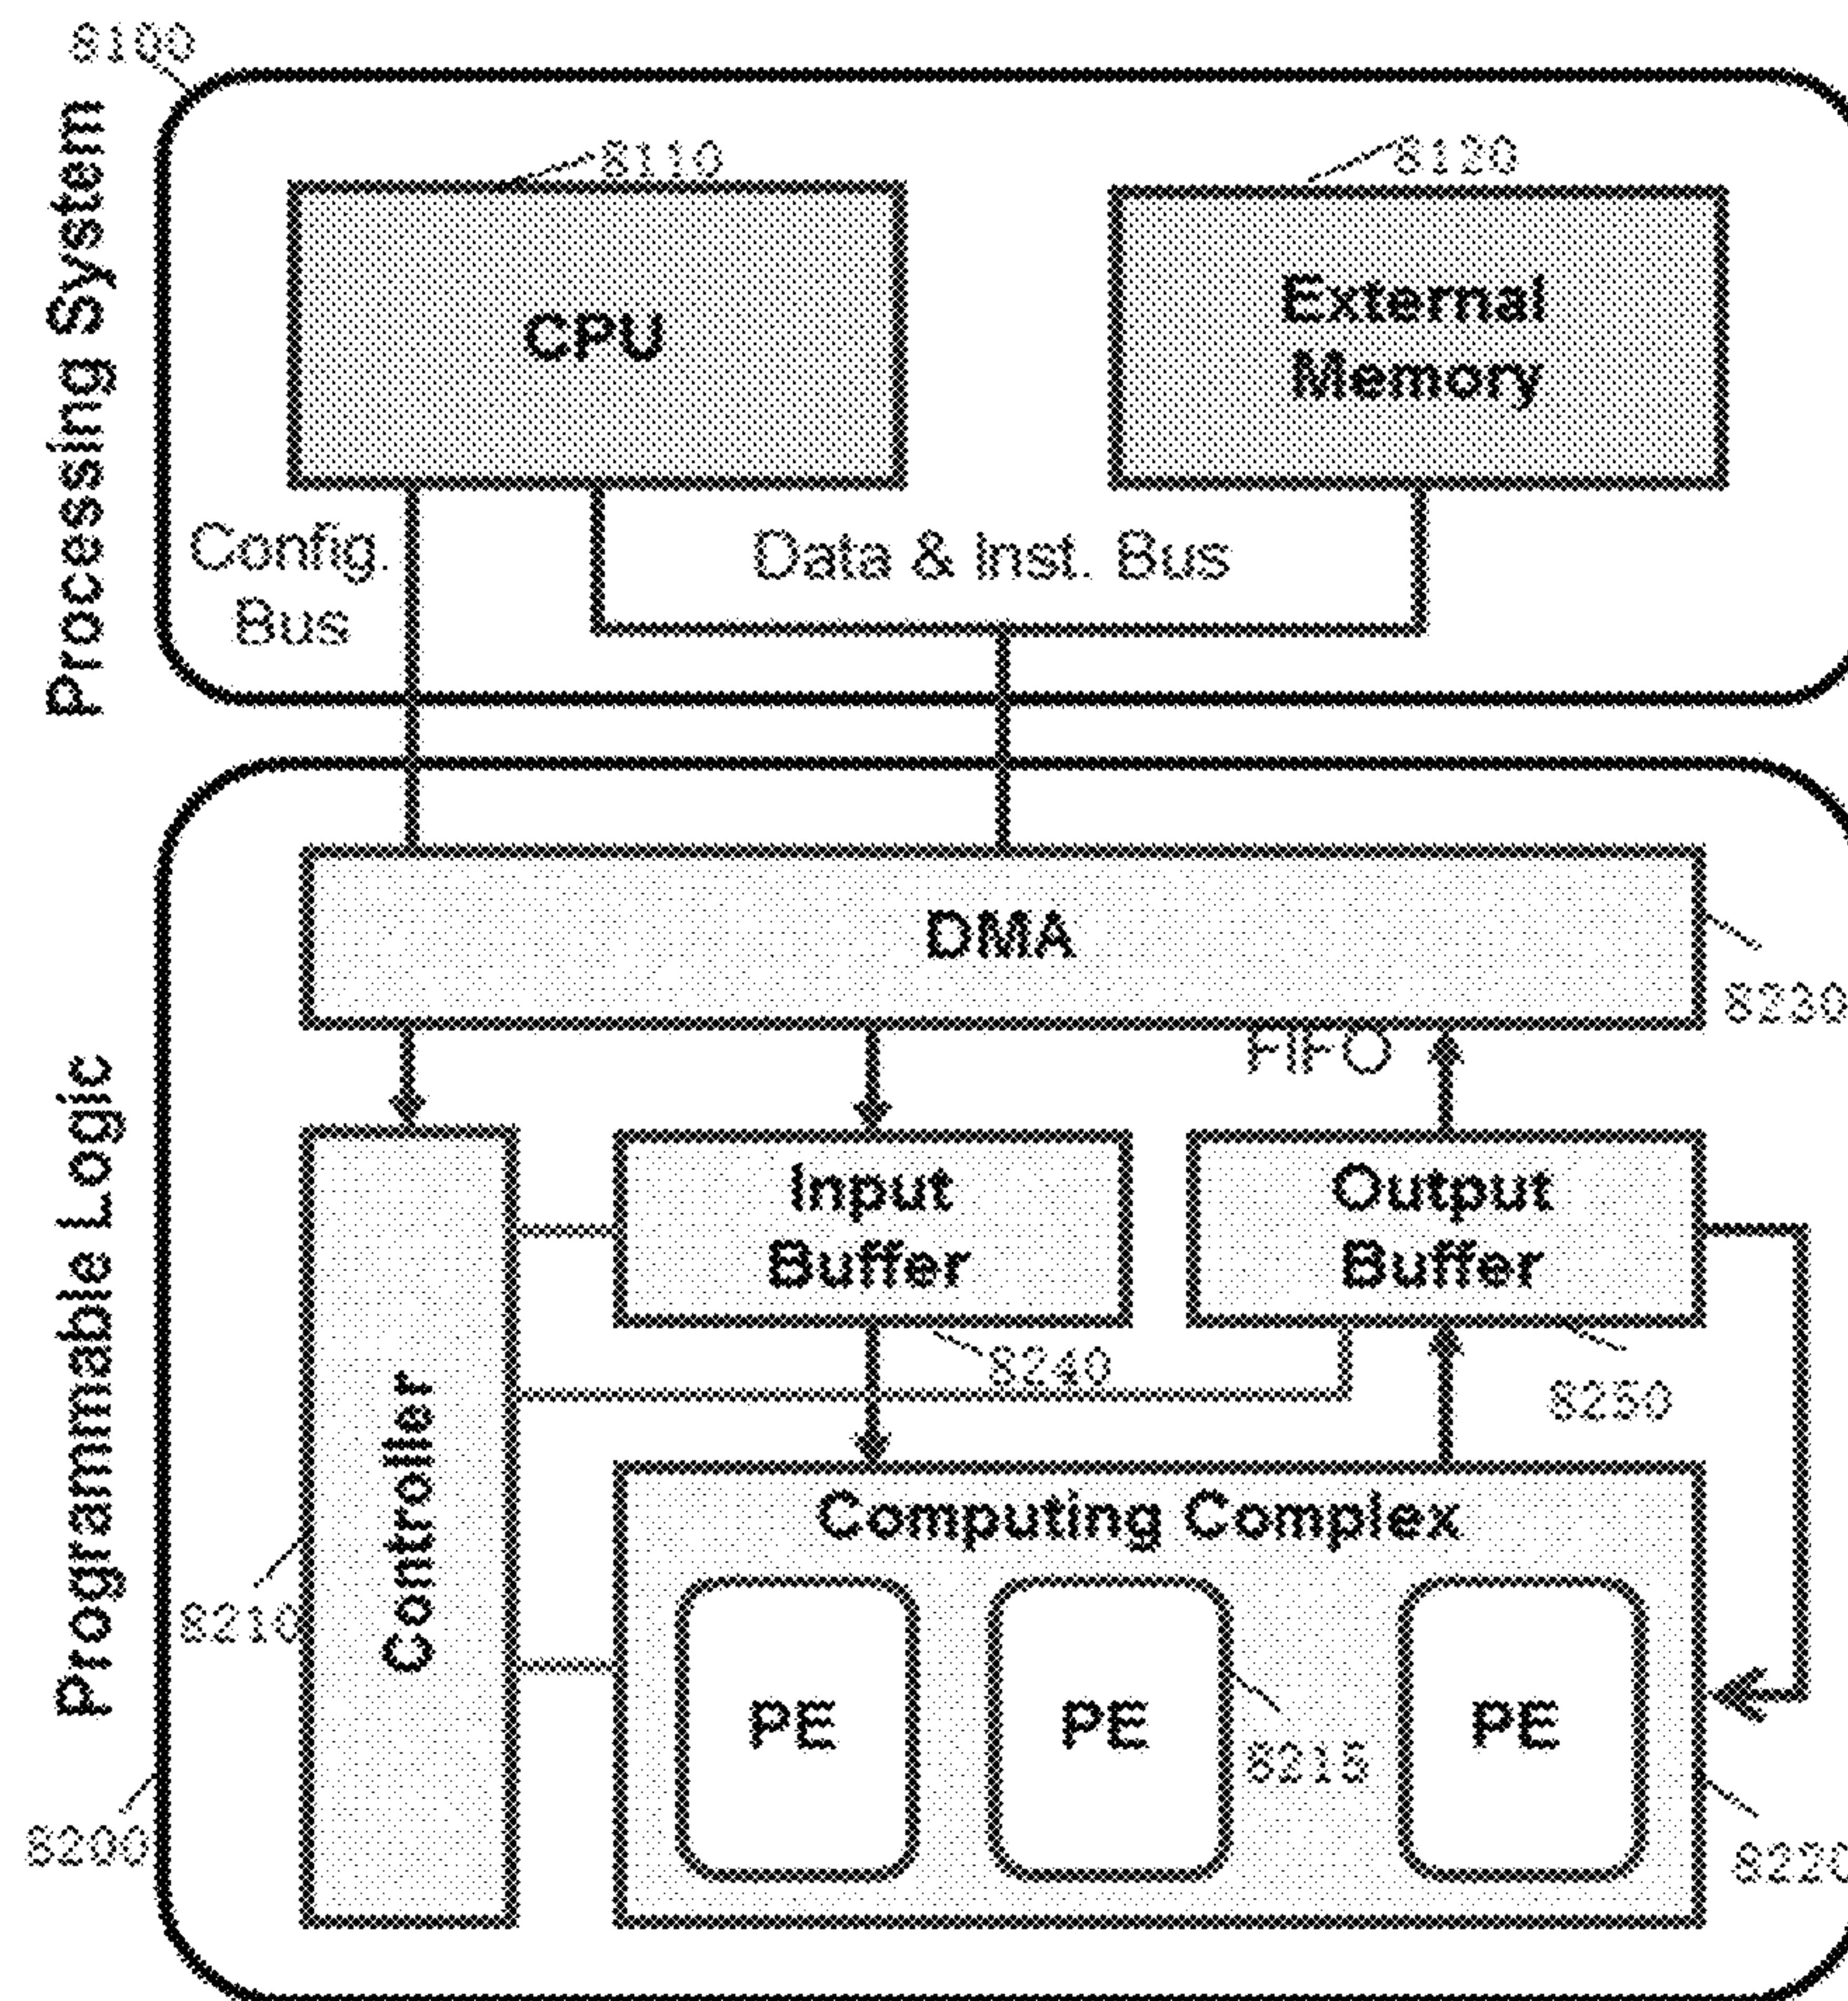 8100
Processing System
8110
8120
CPU
External
Memory
Config.
Bus
Data & Inst. Bus
DMA
8230
FIFO
Programmable Logic
Input
Buffer
Output
Buffer
8240
8250
Controller
Computing Complex
8210
PE
PE
PE
8215
8200
8220